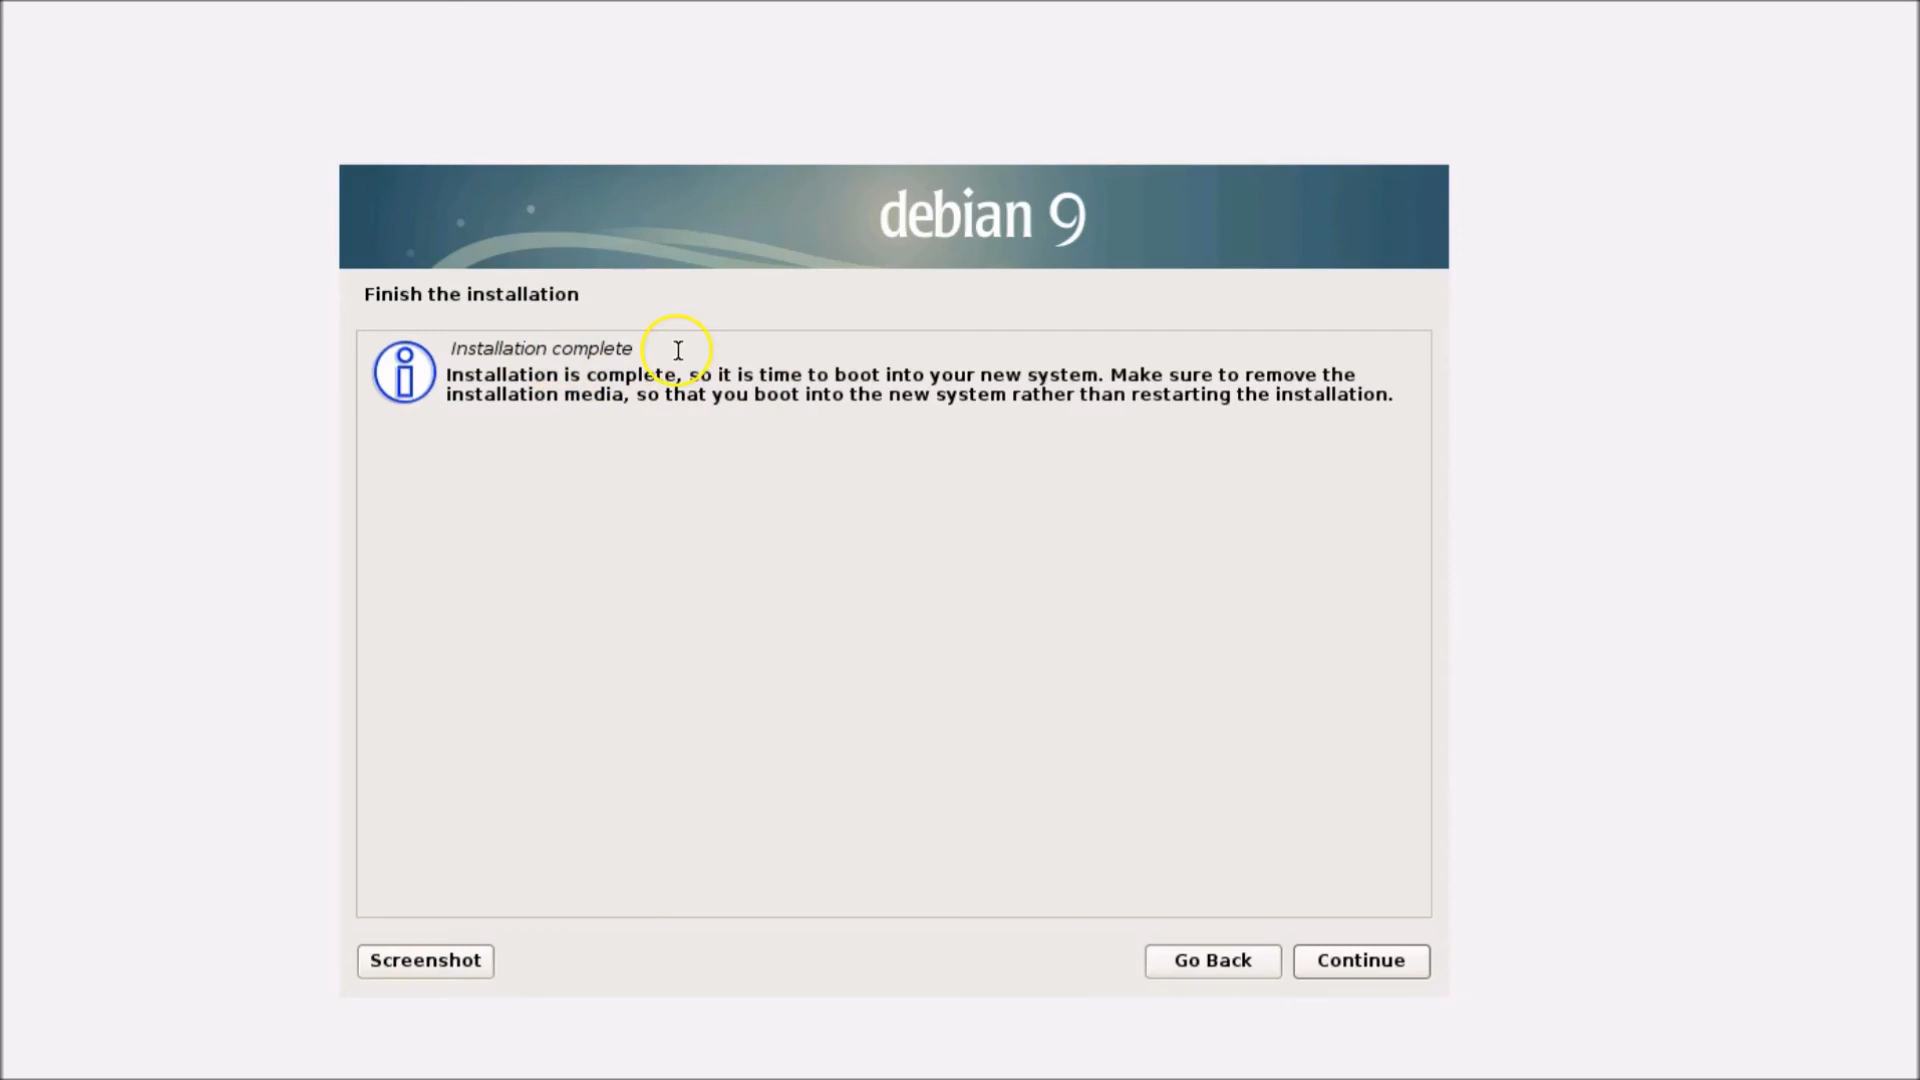 debian 9
Finish the installation
Installation complete
Installation is complete, so it is time to boot into your new system. Make sure to remove the
installation media, so that you boot into the new system rather than restarting the installation.
Screenshot
Go Back
Continue